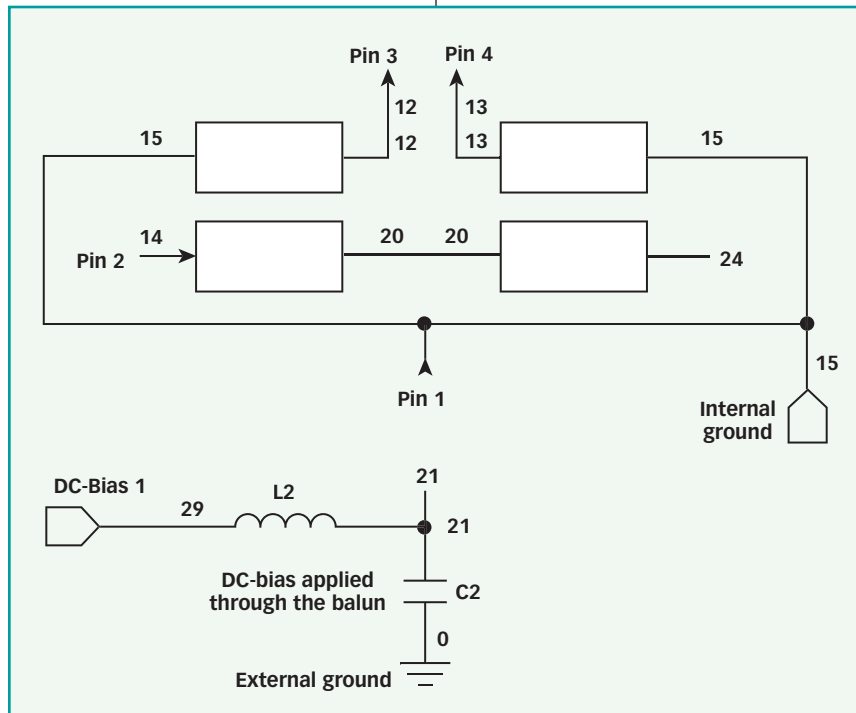 Pin 3
Pin 4
12
13
15
12
13
15
14
20
20
Pin 2
24
15
Pin 1
Internal
ground
21
DC-Bias 1
L2
29
21
DC-bias applied
through the balun
C2
0
External ground